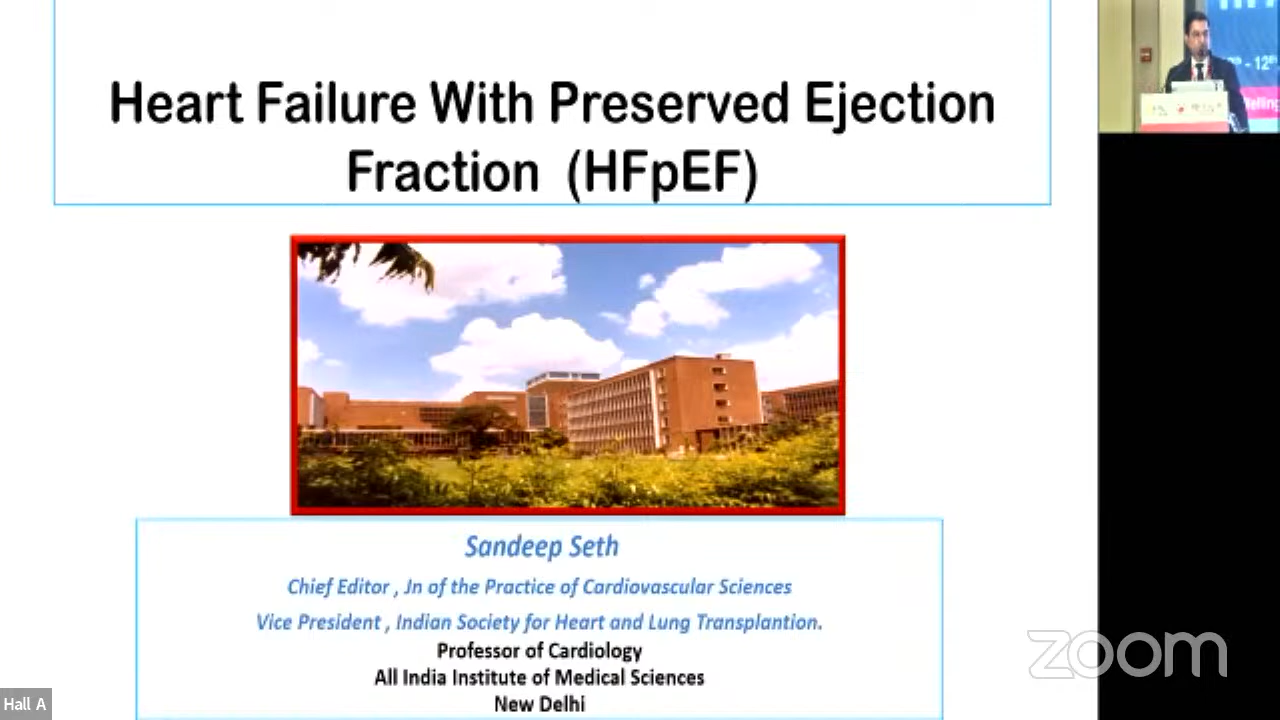 Heart Failure With Preserved Ejection
Fraction (HFpEF)
Sandeep Seth
Chief Editor , Jn of the Practice of Cardiovascular Sciences
Vice President , Indian Society for Heart and Lung Transplantion.
Professor of Cardiology
All India Institute of Medical Sciences
New Delhi
zoom
Hall A